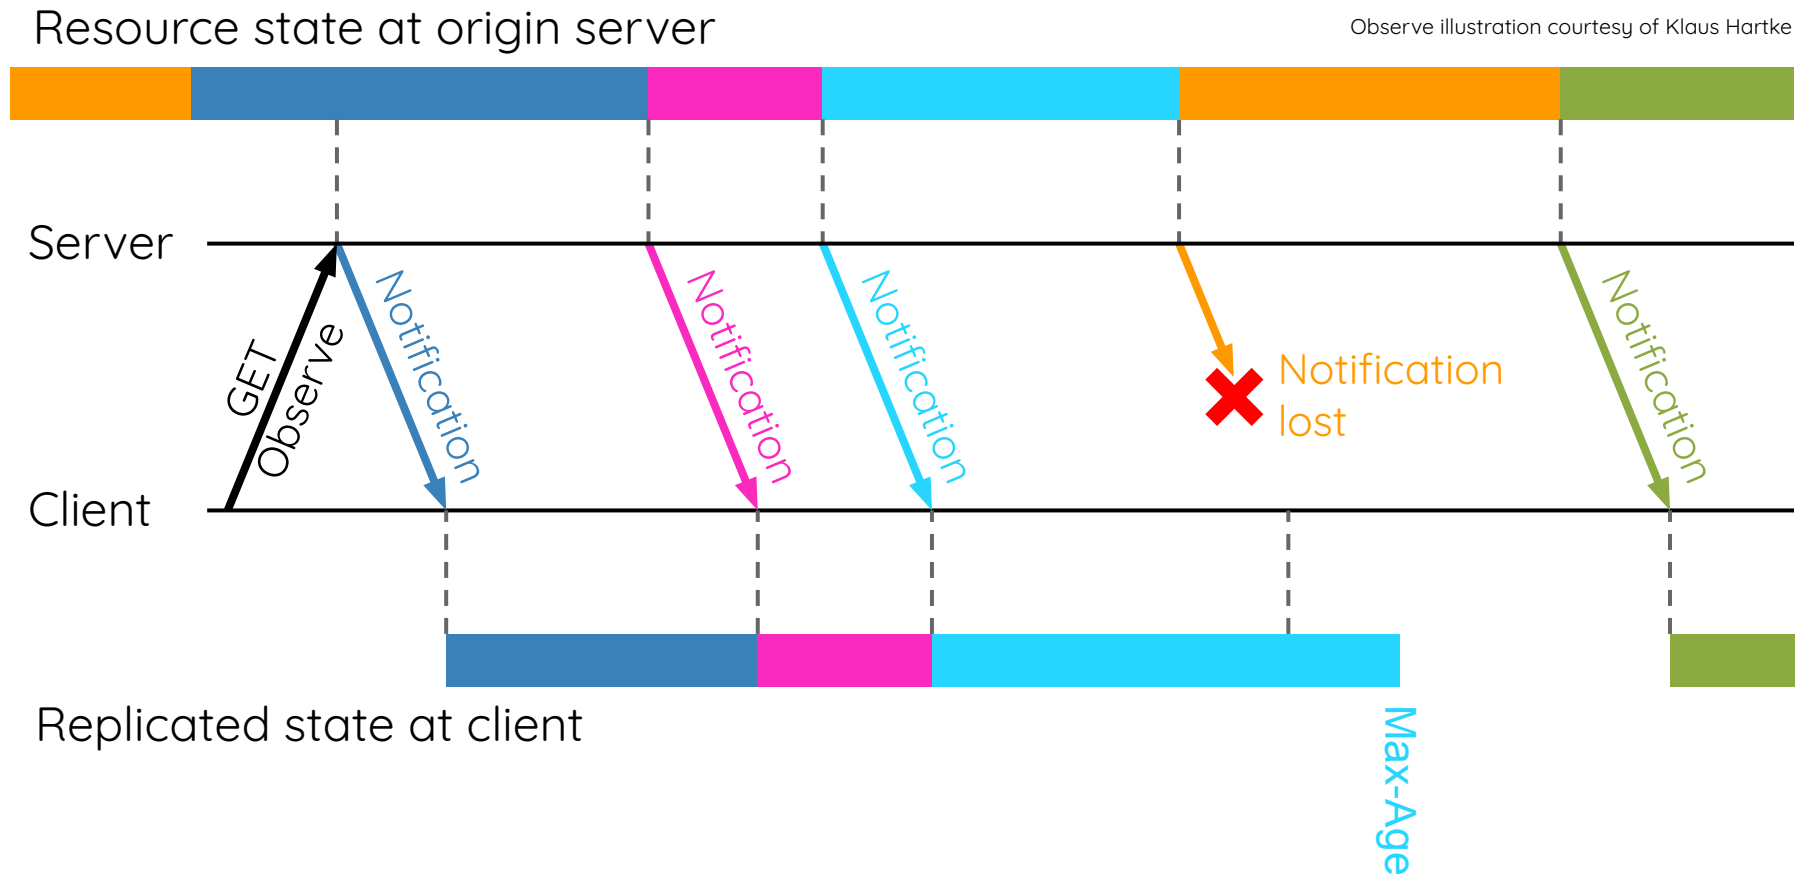 Resource state at origin server
Observe illustration courtesy of Klaus Hartke
Server
GET
Observe
Notification
Notification
Notification
Notification
lost
Notification
Client
Replicated state at client
Max-Age